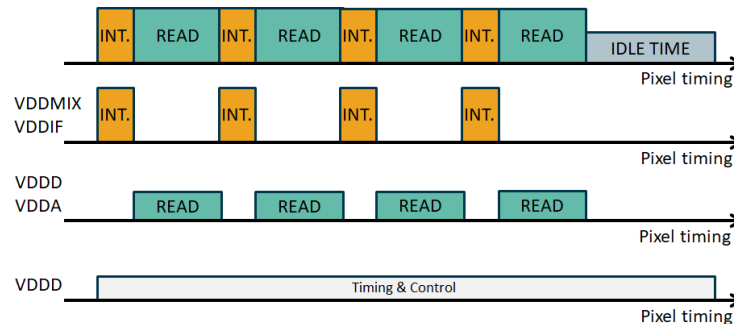 INT. READ INT. READ INT. READ INT. READ IDLE TIME
Pixel timing
VDDMIX
VDDIF
INT. INT. INT. INT.
Pixel timing
VDDD
VDDA
READ READ READ READ
Pixel timing
VDDD
Timing & Control
Pixel timing